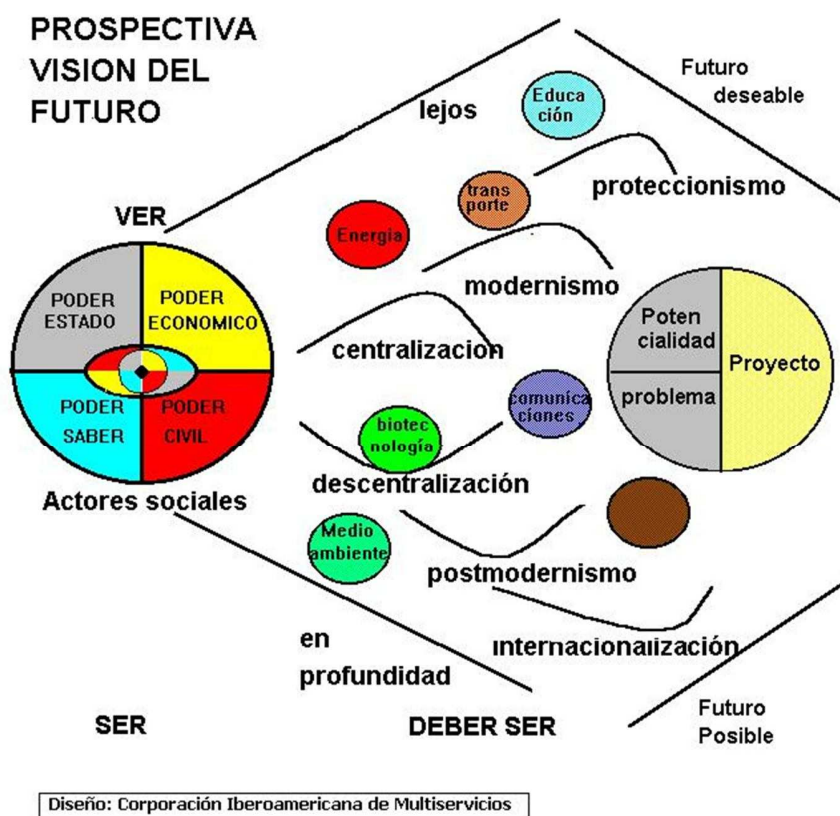 PROSPECTIVA
VISION DEL
FUTURO
lejos
Educa
ción
Futuro
deseable
trans
porte
proteccionismo
VER
Energia
modernismo
PODER
ESTADO
PODER
ECONOMICO
centralizacion
Poten
cialidad
Proyecto
problema
PODER
SABER
PODER
CIVIL
comunica
ciones
biotec
nología
descentralización
Actores sociales
Medio
ambiente
postmodernismo
internacionalización
en
profundidad
SER
DEBER SER
Futuro
Posible
Diseño: Corporación Iberoamericana de Multiservicios